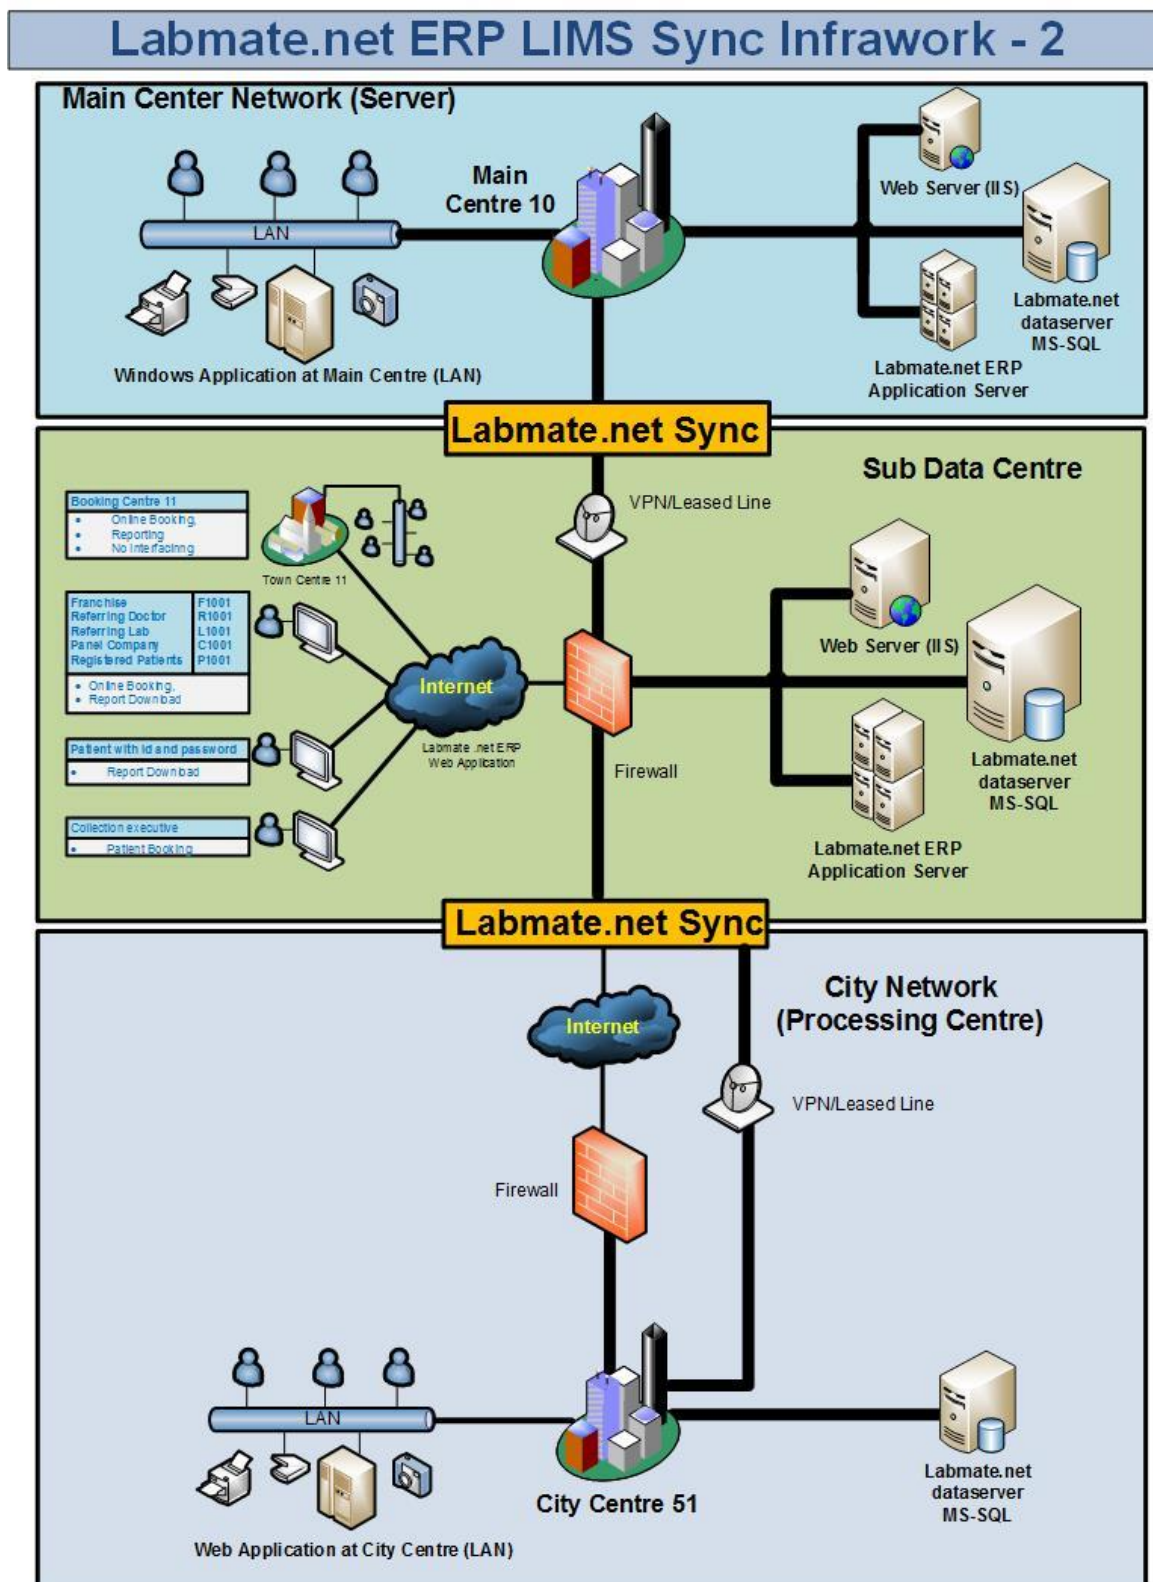 Labmate.net ERP LIMS Sync Infrawork - 2
Main Center Network (Server)
Main
Centre 10
LAN
Windows Application at Main Centre (LAN)
Web Server (IIS)
Labmate.net
dataserver
MS-SQL
Labmate.net ERP
Application Server
Labmate.net Sync
Sub Data Centre
VPN/Leased Line
Booking Centre 11
• Online Booking,
• Reporting
• No Interfacinng
Town Centre 11
Franchise F1001
Referring Doctor R1001
Referring Lab L1001
Panel Company C1001
Registered Patients P1001
• Online Booking,
• Report Download
Patient with id and password
• Report Download
Collection executive
• Patient Booking
Internet
Labmate .net ERP
Web Application
Firewall
Web Server (IIS)
Labmate.net
dataserver
MS-SQL
Labmate.net ERP
Application Server
Labmate.net Sync
City Network
(Processing Centre)
Internet
VPN/Leased Line
Firewall
LAN
Web Application at City Centre (LAN)
City Centre 51
Labmate.net
dataserver
MS-SQL